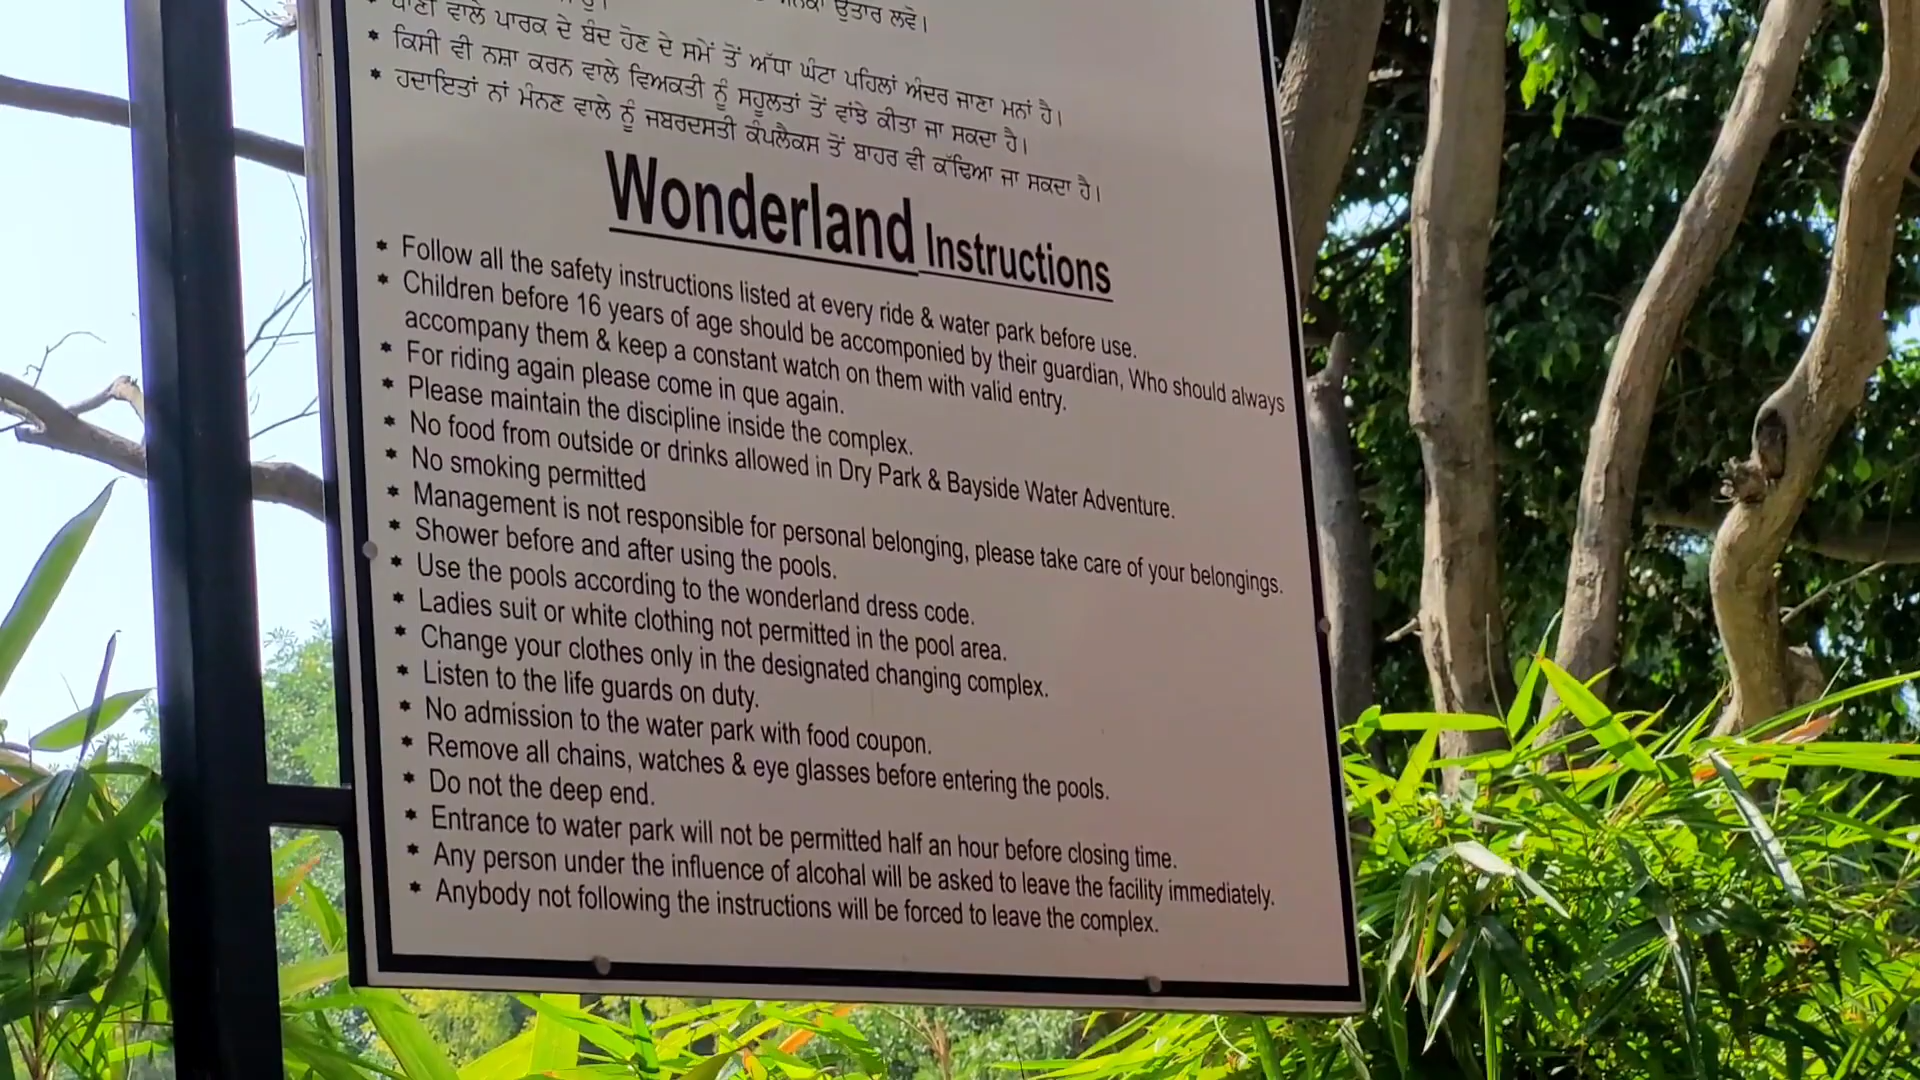 ਉਤਾਰ ਲਵੋ।
ਵਾਲੇ ਪਾਰਕ ਦੇ ਬੰਦ ਹੋਣ ਦੇ ਸਮੇਂ ਤੋਂ ਅੱਧਾ ਘੰਟਾ ਪਹਿਲਾਂ ਅੰਦਰ ਜਾਣਾ ਮਨਾਂ ਹੈ।
* ਕਿਸੀ ਵੀ ਨਸ਼ਾ ਕਰਨ ਵਾਲੇ ਵਿਅਕਤੀ ਨੂੰ ਸਹੂਲਤਾਂ ਤੋਂ ਵਾਂਝੇ ਕੀਤਾ ਜਾ ਸਕਦਾ ਹੈ।
* ਹਦਾਇਤਾਂ ਨਾਂ ਮੰਨਣ ਵਾਲੇ ਨੂੰ ਜਬਰਦਸਤੀ ਕੰਪਲੈਕਸ ਤੋਂ ਬਾਹਰ ਵੀ ਕੱਢਿਆ ਜਾ ਸਕਦਾ ਹੈ।
Wonderland Instructions
* Follow all the safety instructions listed at every ride & water park before use.
* Children before 16 years of age should be accomponied by their guardian, Who should always
accompany them & keep a constant watch on them with valid entry.
* For riding again please come in que again.
* Please maintain the discipline inside the complex.
* No food from outside or drinks allowed in Dry Park & Bayside Water Adventure.
* No smoking permitted
* Management is not responsible for personal belonging, please take care of your belongings.
* Shower before and after using the pools.
* Use the pools according to the wonderland dress code.
* Ladies suit or white clothing not permitted in the pool area.
* Change your clothes only in the designated changing complex.
* Listen to the life guards on duty.
* No admission to the water park with food coupon.
* Remove all chains, watches & eye glasses before entering the pools.
* Do not the deep end.
* Entrance to water park will not be permitted half an hour before closing time.
* Any person under the influence of alcohal will be asked to leave the facility immediately.
* Anybody not following the instructions will be forced to leave the complex.